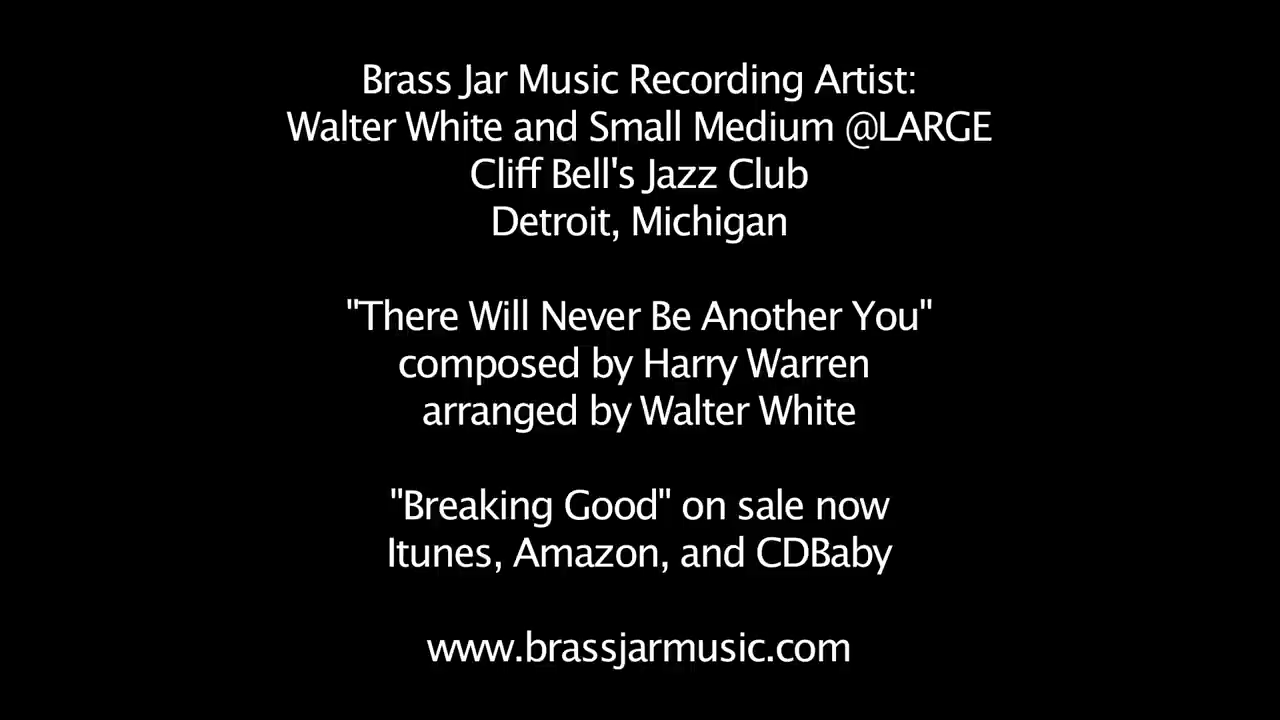 Brass Jar Music Recording Artist:
Walter White and Small Medium @LARGE
Cliff Bell's Jazz Club
Detroit, Michigan
"There Will Never Be Another You"
composed by Harry Warren
arranged by Walter White
"Breaking Good" on sale now
Itunes, Amazon, and CDBaby
www.brassjarmusic.com